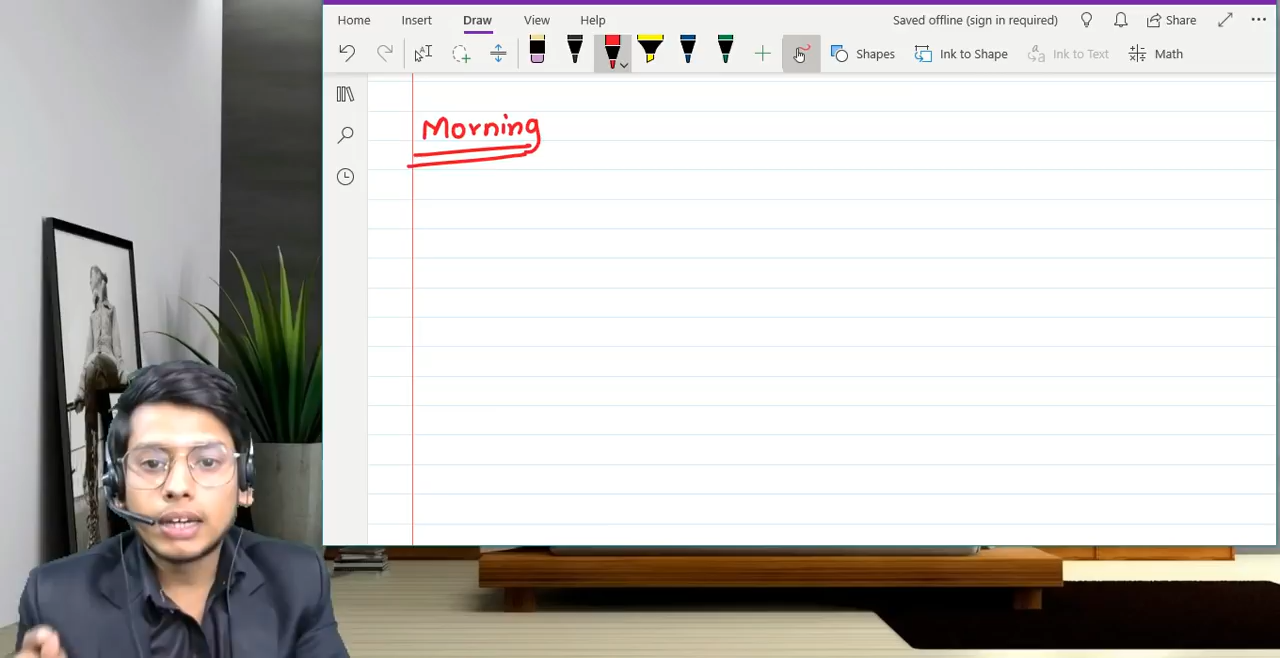 Home Insert Draw View Help Saved offline (sign in required) Share
Shapes Ink to Shape Ink to Text Math
Morning